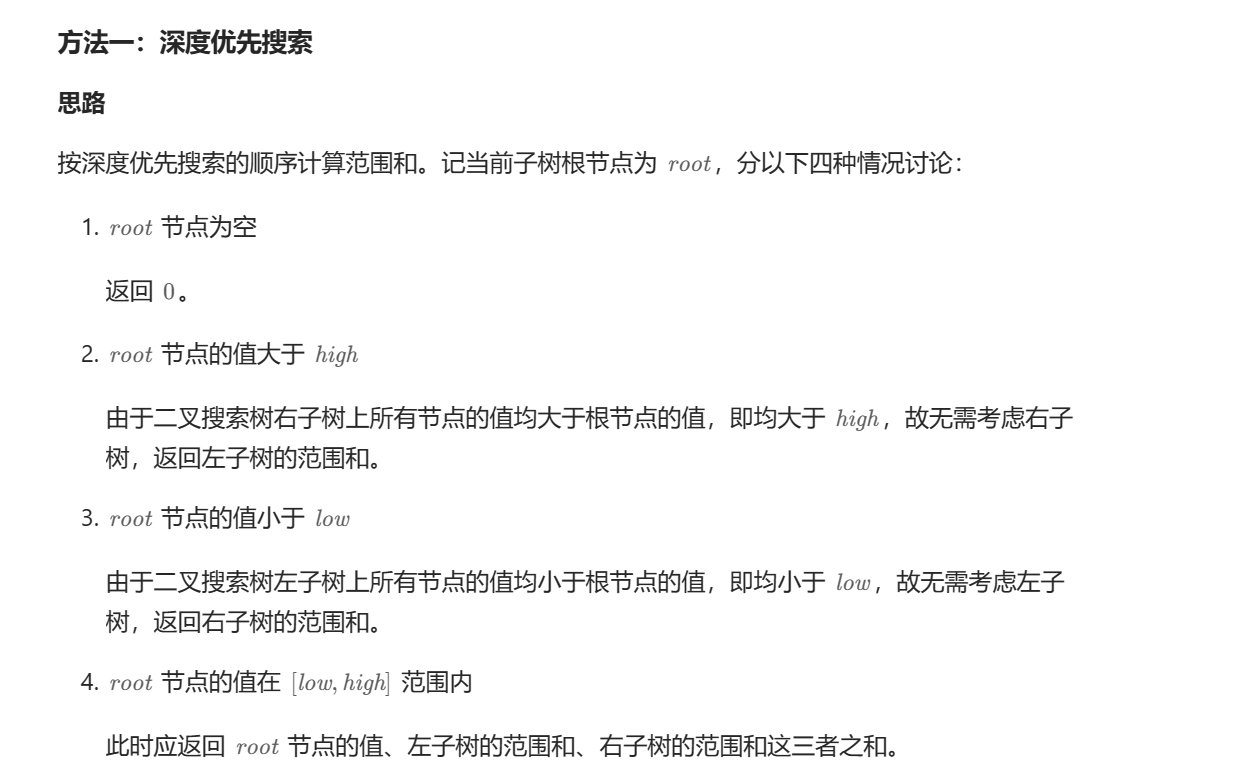 方法一：深度优先搜索
思路
按深度优先搜索的顺序计算范围和。记当前子树根节点为 root，分以下四种情况讨论：
1. root 节点为空
返回 0。
2. root 节点的值大于 high
由于二叉搜索树右子树上所有节点的值均大于根节点的值，即均大于 high，故无需考虑右子
树，返回左子树的范围和。
3. root 节点的值小于 low
由于二叉搜索树左子树上所有节点的值均小于根节点的值，即均小于 low，故无需考虑左子
树，返回右子树的范围和。
4. root 节点的值在 [low, high] 范围内
此时应返回 root 节点的值、左子树的范围和、右子树的范围和这三者之和。